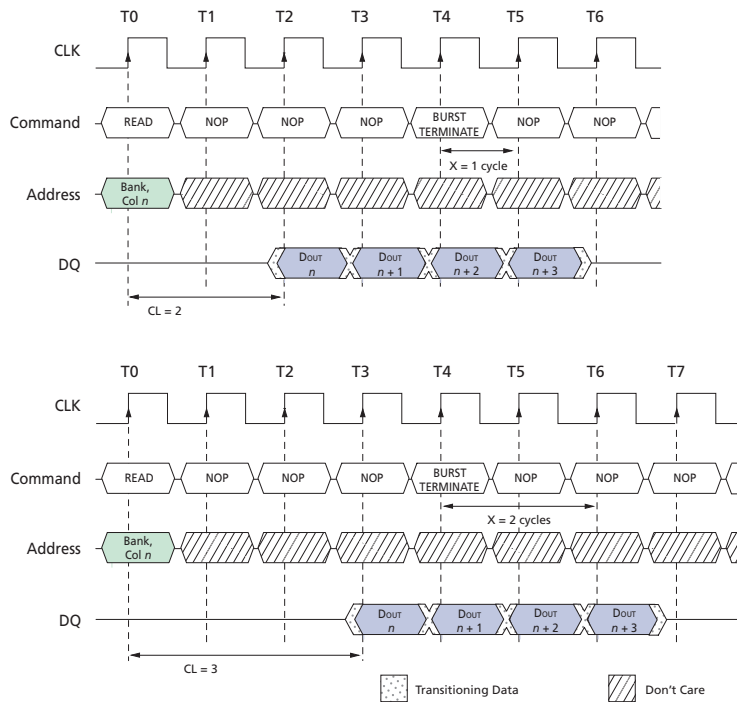 T0 T1 T2 T3 T4 T5 T6
CLK
Command READ NOP NOP NOP BURST TERMINATE NOP NOP
X = 1 cycle
Address Bank, Col n
DQ DOUT n DOUT n + 1 DOUT n + 2 DOUT n + 3
CL = 2
T0 T1 T2 T3 T4 T5 T6 T7
CLK
Command READ NOP NOP NOP BURST TERMINATE NOP NOP NOP
X = 2 cycles
Address Bank, Col n
DQ DOUT n DOUT n + 1 DOUT n + 2 DOUT n + 3
CL = 3
Transitioning Data Don't Care